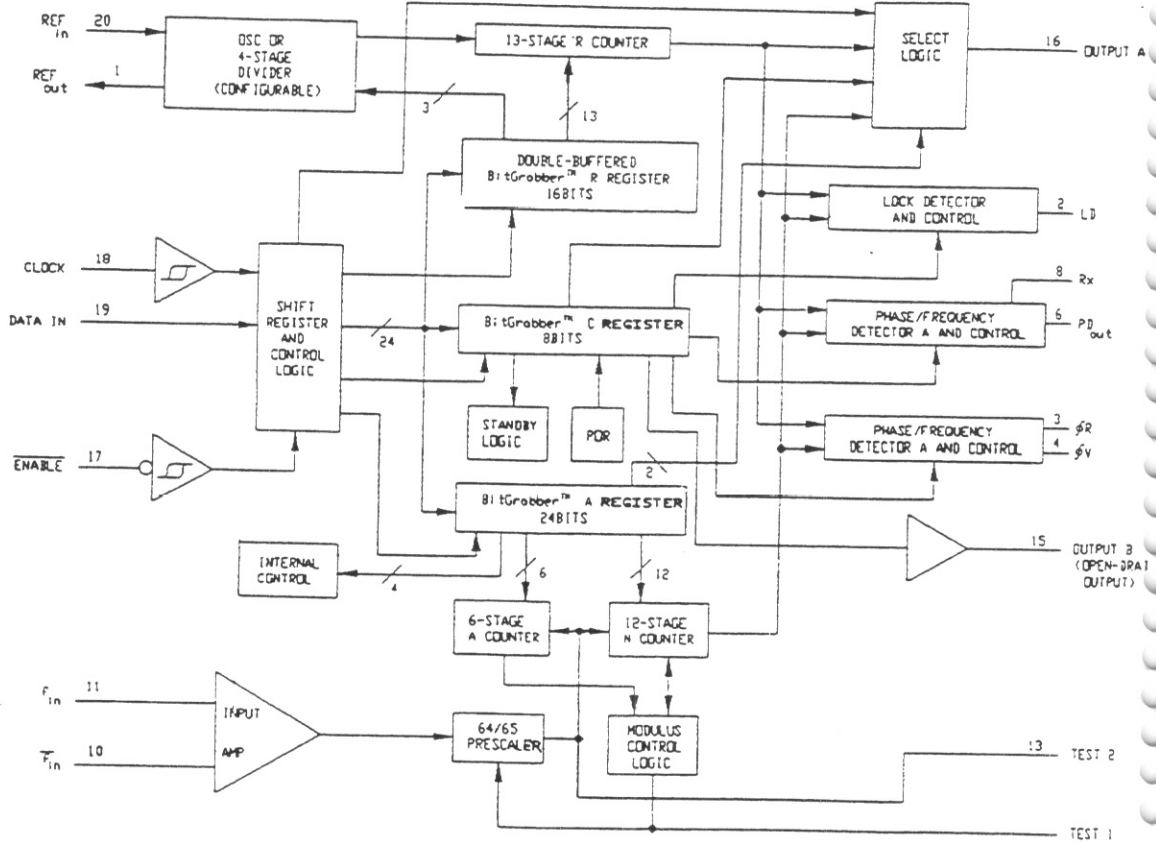 REF in
20
REF out
1
OSC OR
4-STAGE
DIVIDER
(CONFIGURABLE)
3
13-STAGE R COUNTER
13
DOUBLE-BUFFERED
BitGrabber™ R REGISTER
16BITS
SELECT
LOGIC
16
OUTPUT A
LOCK DETECTOR
AND CONTROL
2
LD
CLOCK
18
DATA IN
19
SHIFT
REGISTER
AND
CONTROL
LOGIC
24
BitGrabber™ C REGISTER
8BITS
8
Rx
PHASE/FREQUENCY
DETECTOR A AND CONTROL
6
PD out
STANDBY
LOGIC
POR
PHASE/FREQUENCY
DETECTOR A AND CONTROL
3
ϕR
4
ϕV
ENABLE
17
2
BitGrabber™ A REGISTER
24BITS
INTERNAL
CONTROL
4
6
12
15
OUTPUT B
(OPEN-DRAI
OUTPUT)
6-STAGE
A COUNTER
12-STAGE
N COUNTER
Fin
11
Fin
10
INPUT
AMP
64/65
PRESCALER
MODULUS
CONTROL
LOGIC
13
TEST 2
TEST 1